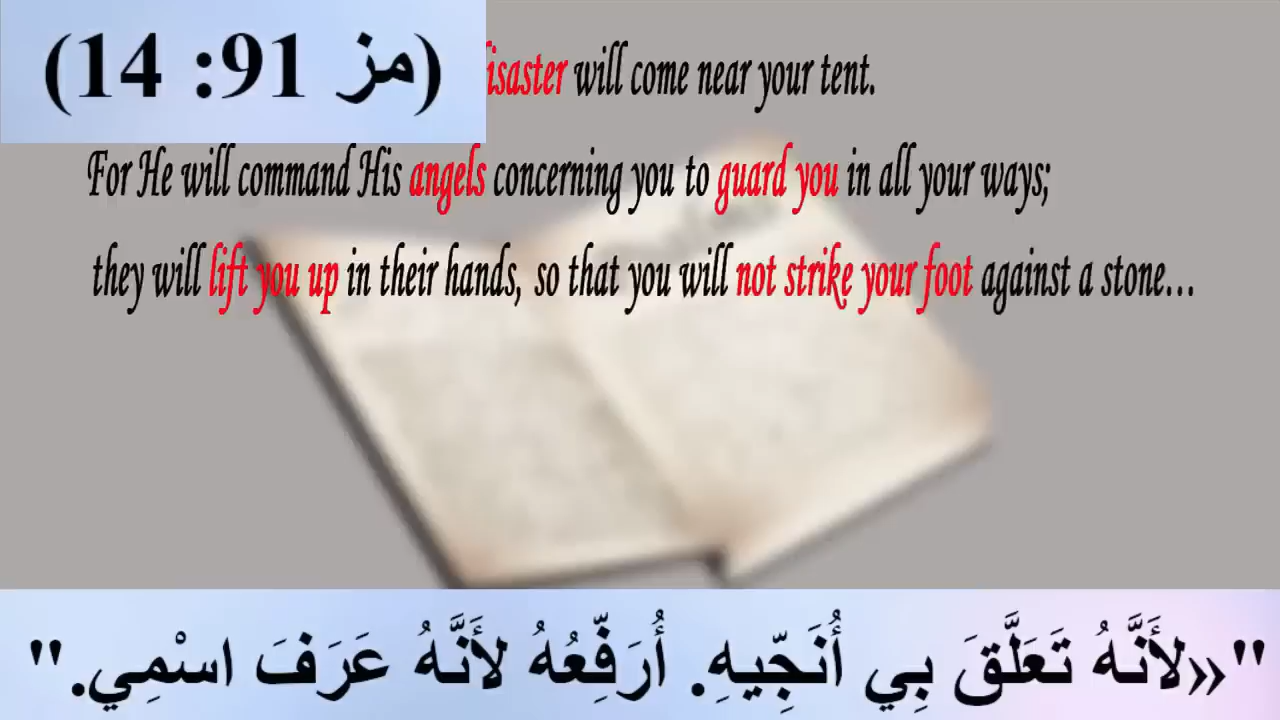 (مز 91: 14)
isaster will come near your tent.
For He will command His angels concerning you to guard you in all your ways;
they will lift you up in their hands, so that you will not strike your foot against a stone...
"«لأَنَّهُ تَعَلَّقَ بِي أُنَجِّيهِ. أُرَفِّعُهُ لأَنَّهُ عَرَفَ اسْمِي."